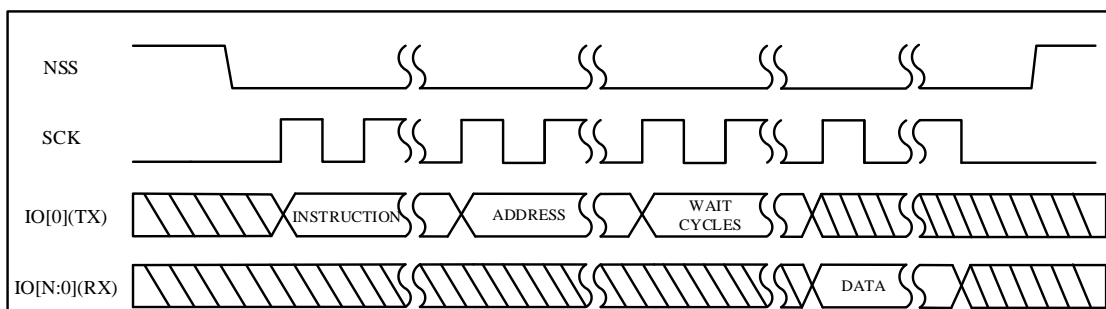 NSS
SCK
IO[0](TX)
INSTRUCTION
ADDRESS
WAIT
CYCLES
IO[N:0](RX)
DATA